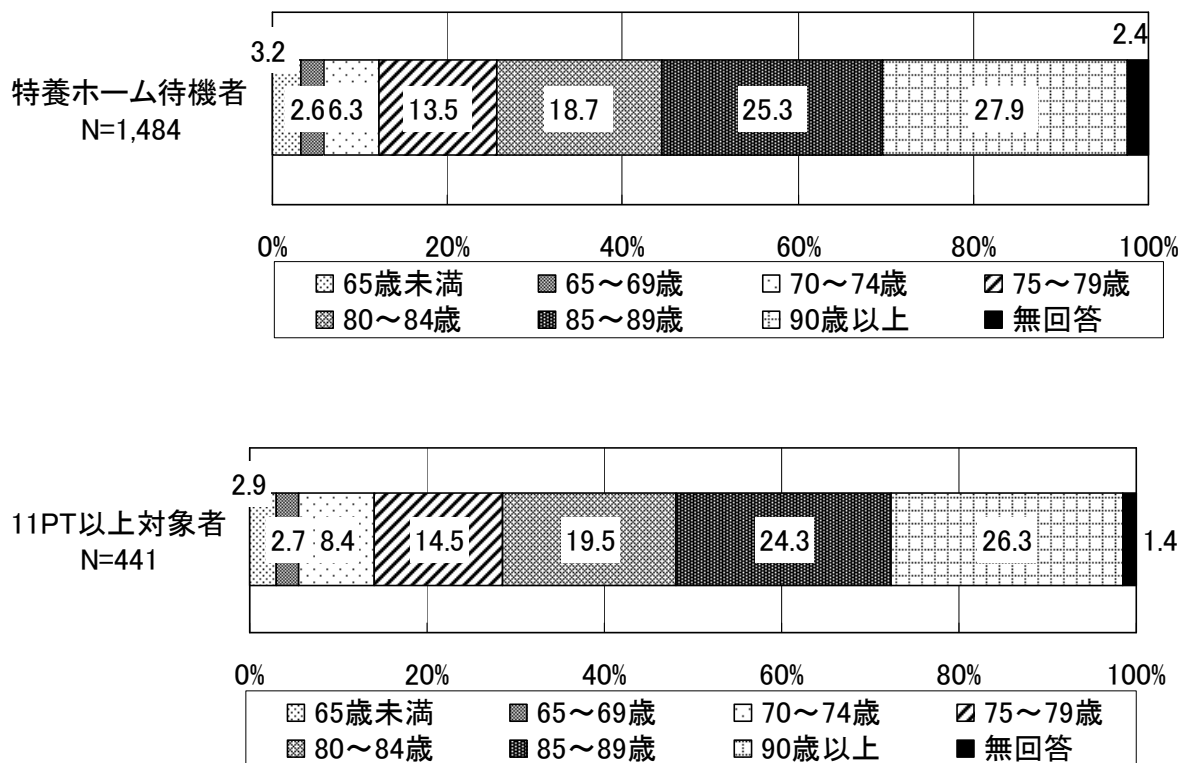 3.2
2.4
特養ホーム待機者
N=1,484
2.6 6.3 13.5 18.7 25.3 27.9
0% 20% 40% 60% 80% 100%
65歳未満 65～69歳 70～74歳 75～79歳
80～84歳 85～89歳 90歳以上 無回答
2.9
11PT以上対象者
N=441
2.7 8.4 14.5 19.5 24.3 26.3 1.4
0% 20% 40% 60% 80% 100%
65歳未満 65～69歳 70～74歳 75～79歳
80～84歳 85～89歳 90歳以上 無回答